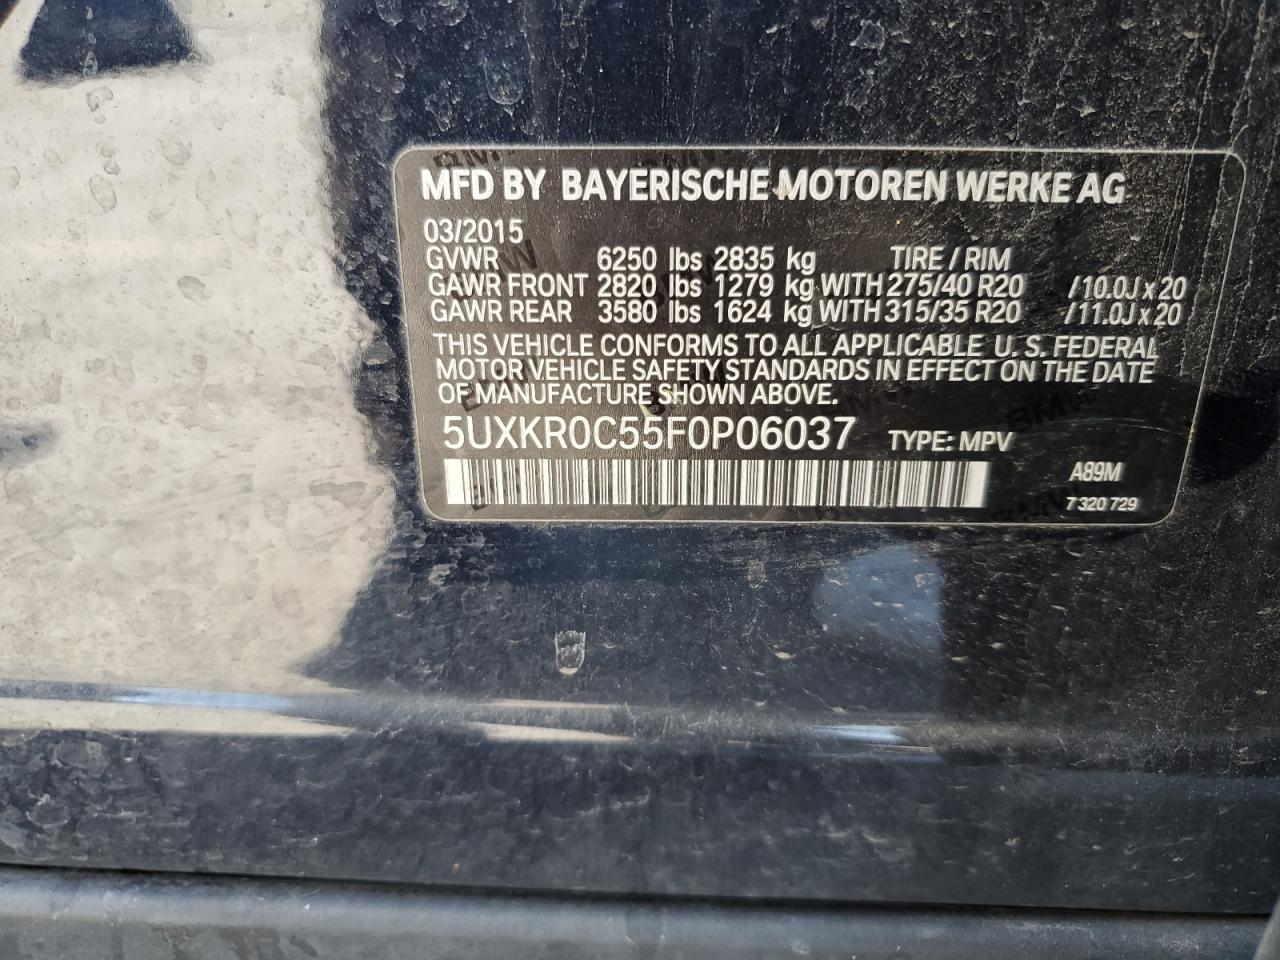 MFD BY BAYERISCHE MOTOREN WERKE AG
03/2015
GVWR 6250 lbs 2835 kg TIRE / RIM
GAWR FRONT 2820 lbs 1279 kg WITH 275/40 R20 /10.0J x 20
GAWR REAR 3580 lbs 1624 kg WITH 315/35 R20 /11.0J x 20
THIS VEHICLE CONFORMS TO ALL APPLICABLE U. S. FEDERAL
MOTOR VEHICLE SAFETY STANDARDS IN EFFECT ON THE DATE
OF MANUFACTURE SHOWN ABOVE.
5UXKR0C55F0P06037 TYPE: MPV
A89M
7 320 729